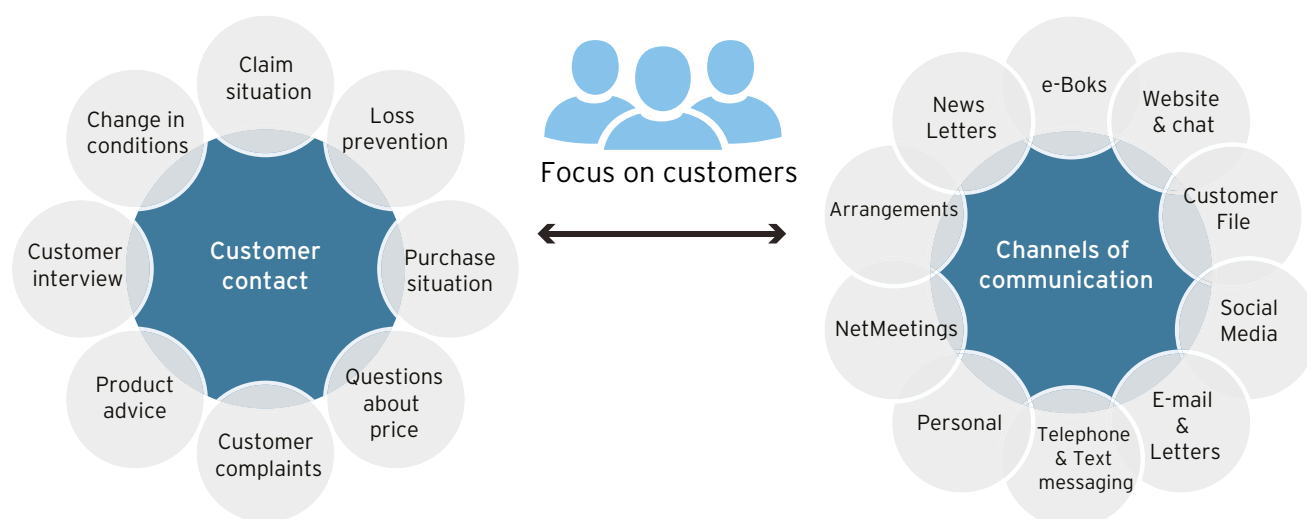 Claim
situation
Loss
prevention
Purchase
situation
Questions
about
price
Customer
complaints
Product
advice
Customer
interview
Change in
conditions
Customer
contact
Focus on customers
e-Boks
Website
& chat
Customer
File
Social
Media
E-mail
&
Letters
Telephone
& Text
messaging
Personal
NetMeetings
Arrangements
News
Letters
Channels of
communication